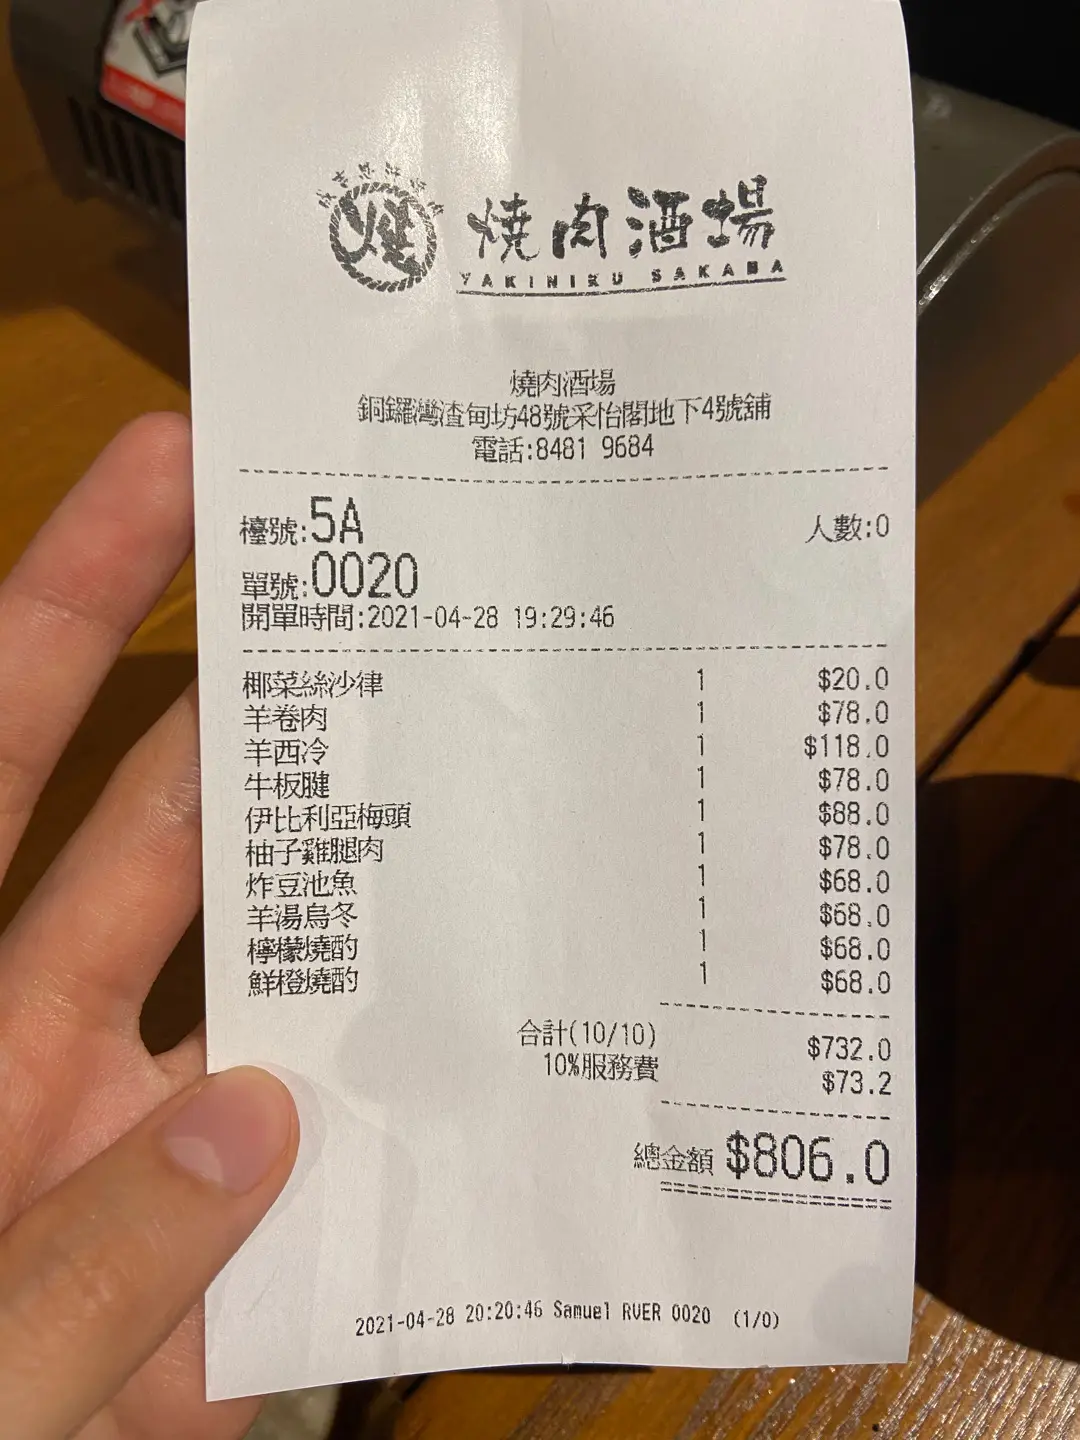 燒
燒肉酒場
YAKINIKU SAKABA
燒肉酒場
銅鑼灣渣甸坊48號采怡閣地下4號舖
電話:8481 9684
檯號:5A 人數:0
單號:0020
開單時間:2021-04-28 19:29:46
椰菜絲沙律 1 $20.0
羊卷肉 1 $78.0
羊西冷 1 $118.0
牛板腱 1 $78.0
伊比利亞梅頭 1 $88.0
柚子雞腿肉 1 $78.0
炸豆池魚 1 $68.0
羊湯烏冬 1 $68.0
檸檬燒酌 1 $68.0
鮮橙燒酌 1 $68.0
合計(10/10) $732.0
10%服務費 $73.2
總金額 $806.0
2021-04-28 20:20:46 Samuel RVER 0020 (1/0)